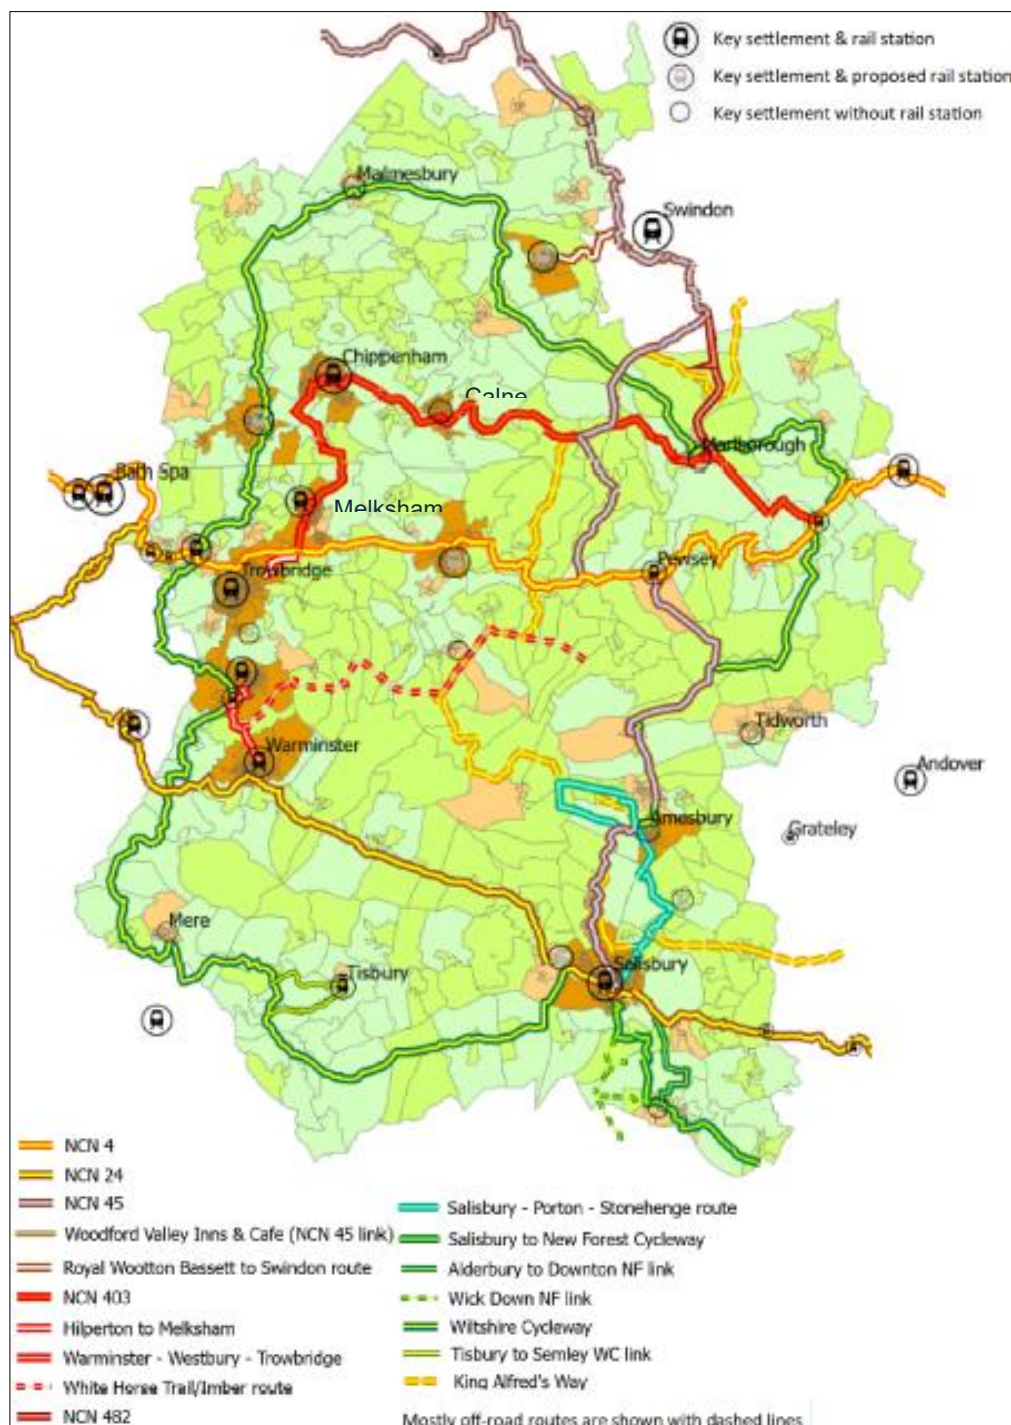 Key settlement & rail station
Key settlement & proposed rail station
Key settlement without rail station
Malmesbury
Swindon
Chippenham
Calne
Marlborough
Bath Spa
Melksham
Trowbridge
Pewsey
Tidworth
Warminster
Andover
Amesbury
Grateley
Mere
Tisbury
Salisbury
NCN 4
NCN 24
NCN 45
Woodford Valley Inns & Cafe (NCN 45 link)
Royal Wootton Bassett to Swindon route
NCN 403
Hilperton to Melksham
Warminster - Westbury - Trowbridge
White Horse Trail/Imber route
NCN 482
Salisbury - Porton - Stonehenge route
Salisbury to New Forest Cycleway
Alderbury to Downton NF link
Wick Down NF link
Wiltshire Cycleway
Tisbury to Semley WC link
King Alfred's Way
Mostly off-road routes are shown with dashed lines